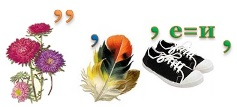 ,, , , е=и ,